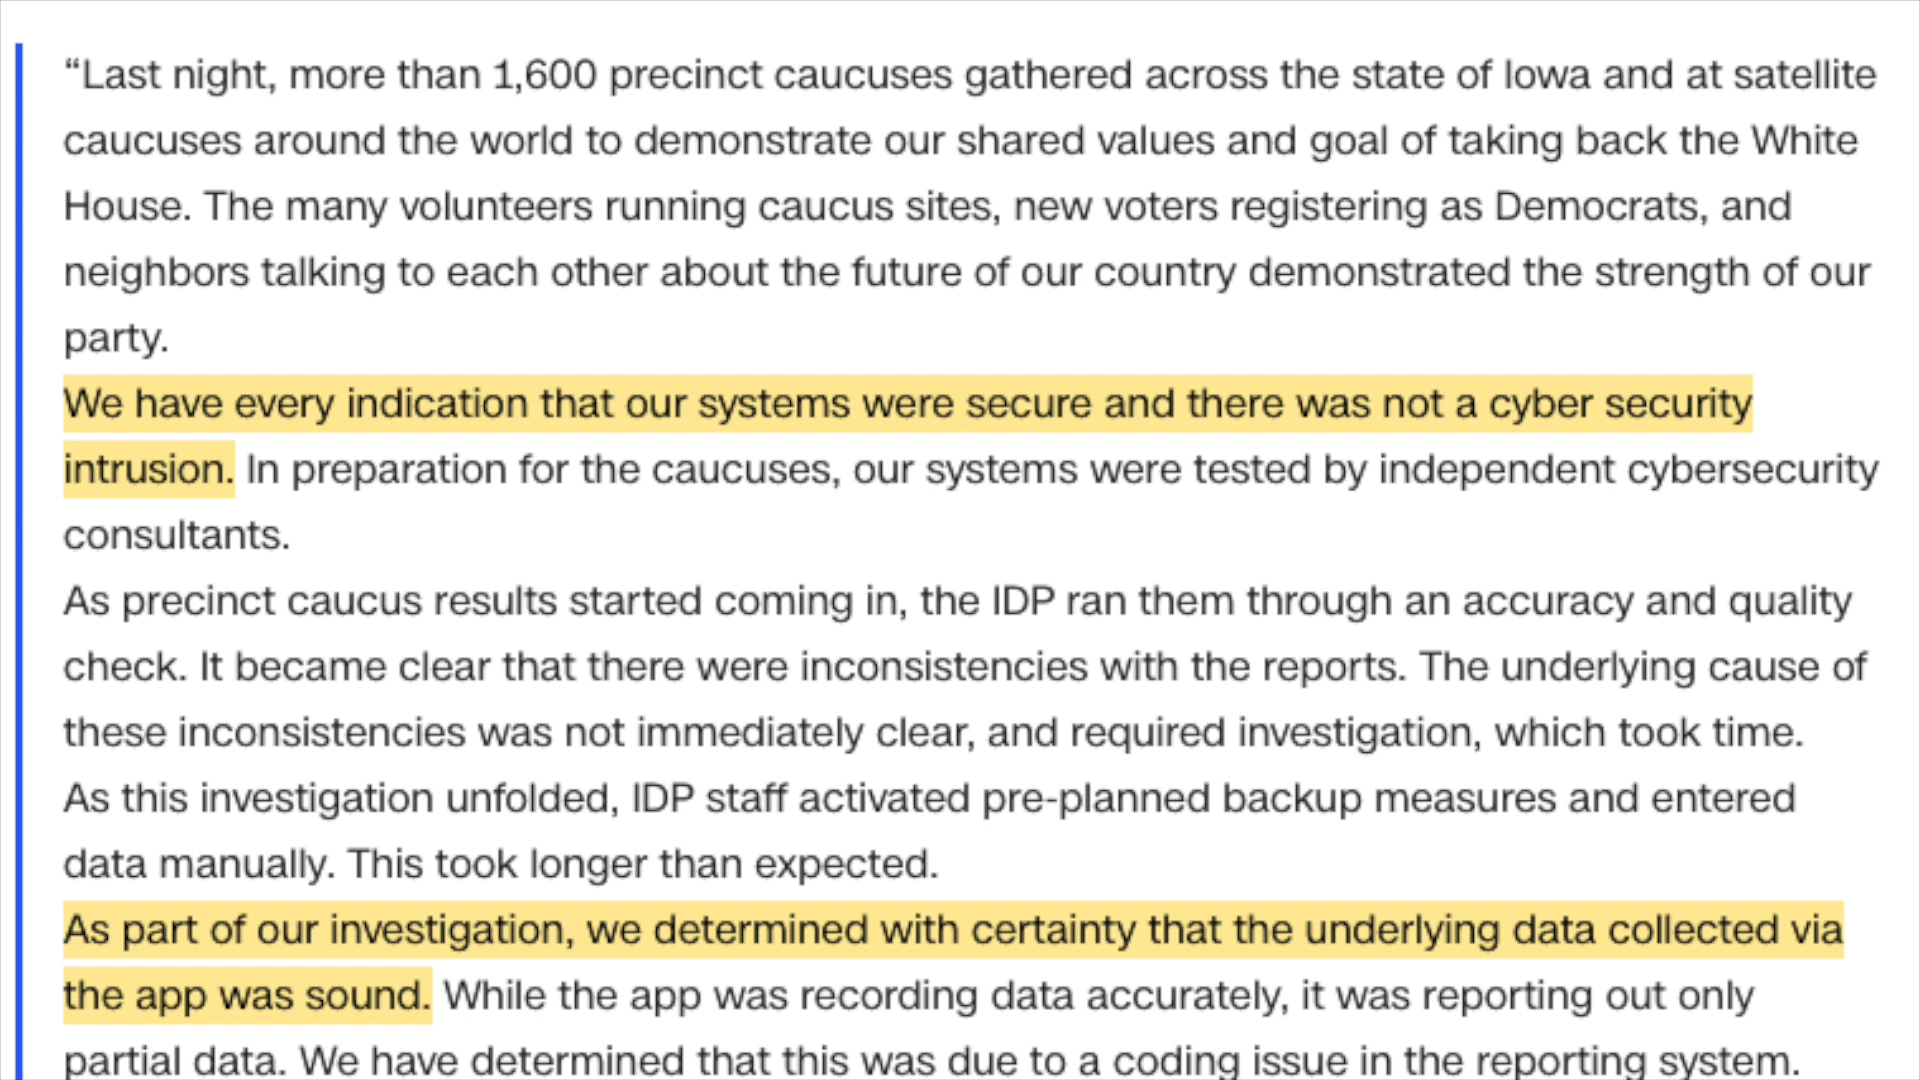 “Last night, more than 1,600 precinct caucuses gathered across the state of Iowa and at satellite
caucuses around the world to demonstrate our shared values and goal of taking back the White
House. The many volunteers running caucus sites, new voters registering as Democrats, and
neighbors talking to each other about the future of our country demonstrated the strength of our
party.
We have every indication that our systems were secure and there was not a cyber security
intrusion. In preparation for the caucuses, our systems were tested by independent cybersecurity
consultants.
As precinct caucus results started coming in, the IDP ran them through an accuracy and quality
check. It became clear that there were inconsistencies with the reports. The underlying cause of
these inconsistencies was not immediately clear, and required investigation, which took time.
As this investigation unfolded, IDP staff activated pre-planned backup measures and entered
data manually. This took longer than expected.
As part of our investigation, we determined with certainty that the underlying data collected via
the app was sound. While the app was recording data accurately, it was reporting out only
partial data. We have determined that this was due to a coding issue in the reporting system.